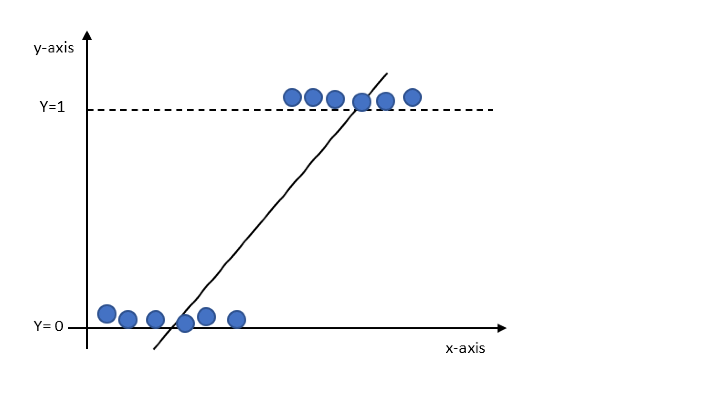 y-axis
Y=1
Y= 0
x-axis